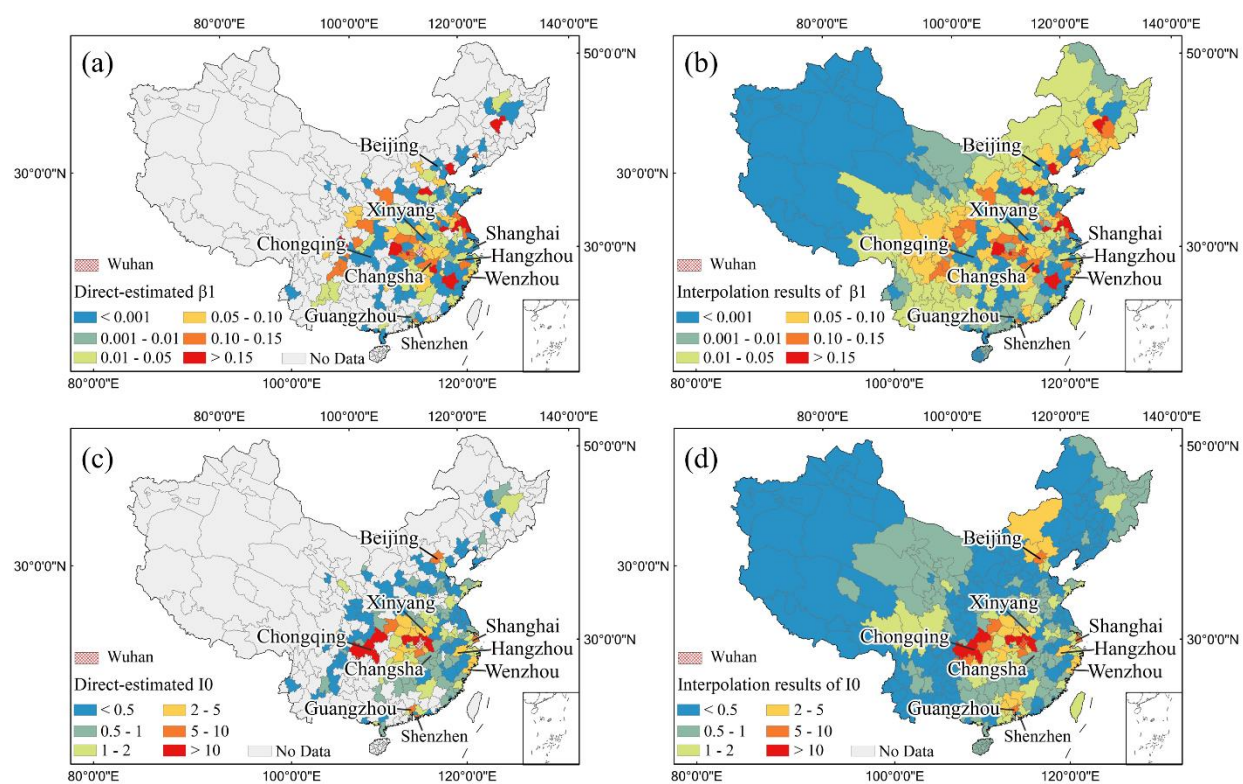 80°0'0"E 100°0'0"E 120°0'0"E 140°0'0"E
(a)
50°0'0"N
Beijing
30°0'0"N
Xinyang
Chongqing
Shanghai
30°0'0"N
Hangzhou
Wuhan
Changsha
Wenzhou
Direct-estimated β1
< 0.001 0.05 - 0.10
Guangzhou
0.001 - 0.01 0.10 - 0.15
Shenzhen
0.01 - 0.05 > 0.15 No Data
80°0'0"E 100°0'0"E 120°0'0"E
80°0'0"E 100°0'0"E 120°0'0"E 140°0'0"E
(b)
50°0'0"N
Beijing
30°0'0"N
Xinyang
Chongqing
Shanghai
30°0'0"N
Hangzhou
Wuhan
Changsha
Wenzhou
Interpolation results of β1
< 0.001 0.05 - 0.10
Guangzhou
0.001 - 0.01 0.10 - 0.15
Shenzhen
0.01 - 0.05 > 0.15
80°0'0"E 100°0'0"E 120°0'0"E
80°0'0"E 100°0'0"E 120°0'0"E 140°0'0"E
(c)
50°0'0"N
Beijing
30°0'0"N
Xinyang
Chongqing
Shanghai
30°0'0"N
Hangzhou
Wuhan
Changsha
Wenzhou
Direct-estimated I0
< 0.5 2 - 5
Guangzhou
0.5 - 1 5 - 10
Shenzhen
1 - 2 > 10 No Data
80°0'0"E 100°0'0"E 120°0'0"E
80°0'0"E 100°0'0"E 120°0'0"E 140°0'0"E
(d)
50°0'0"N
Beijing
30°0'0"N
Xinyang
Chongqing
Shanghai
30°0'0"N
Hangzhou
Wuhan
Changsha
Wenzhou
Interpolation results of I0
< 0.5 2 - 5
Guangzhou
0.5 - 1 5 - 10
Shenzhen
1 - 2 > 10 No Data
80°0'0"E 100°0'0"E 120°0'0"E